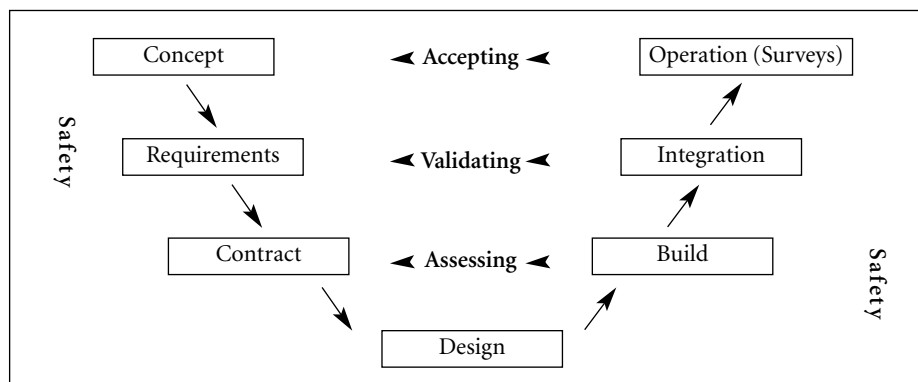 Concept
Accepting
Operation (Surveys)
Safety
Requirements
Validating
Integration
Contract
Assessing
Build
Safety
Design